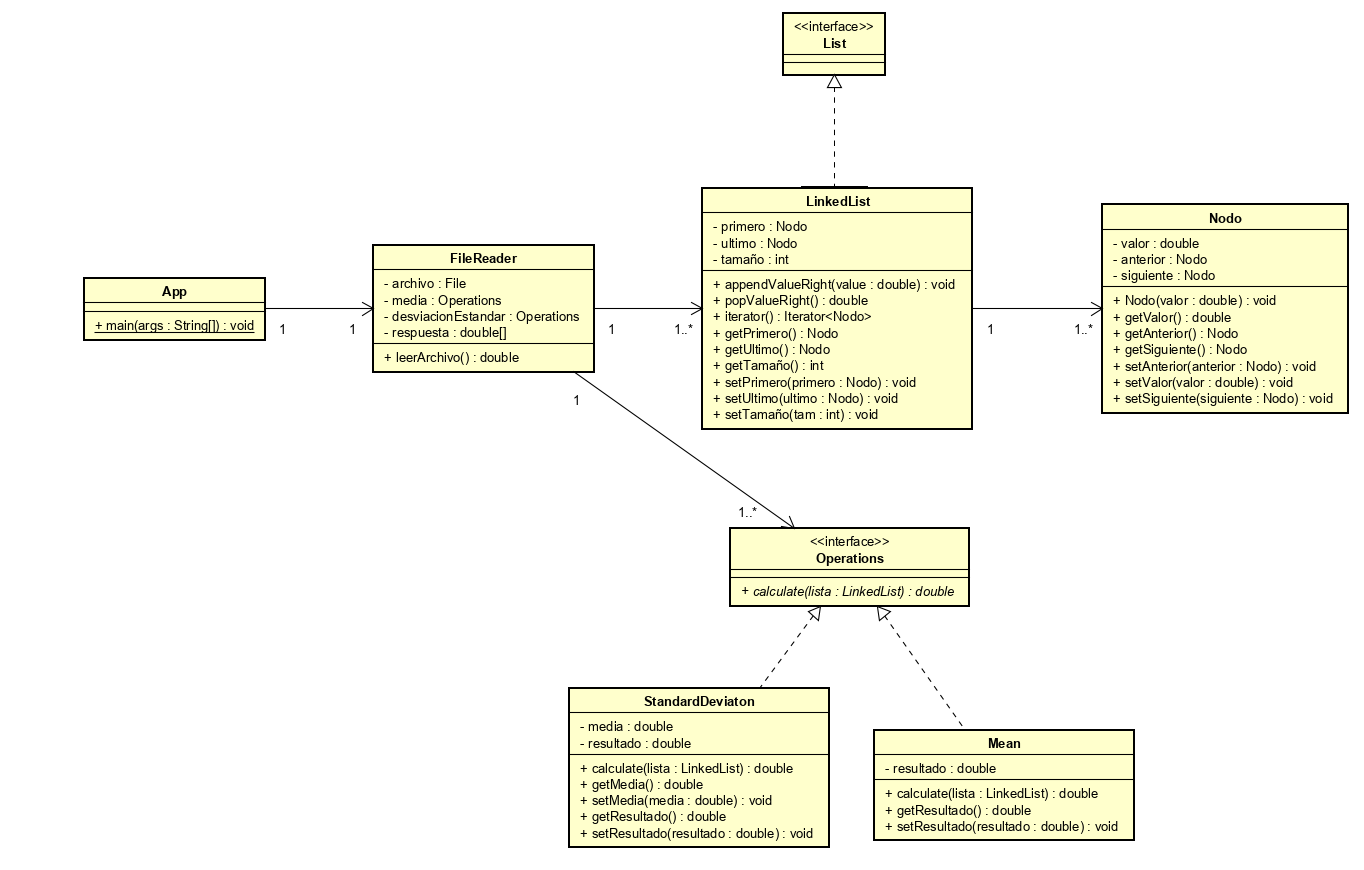 <<interface>>
List
LinkedList
- primero : Nodo
- ultimo : Nodo
- tamaño : int
+ appendValueRight(value : double) : void
+ popValueRight() : double
+ iterator() : Iterator<Nodo>
+ getPrimero() : Nodo
+ getUltimo() : Nodo
+ getTamaño() : int
+ setPrimero(primero : Nodo) : void
+ setUltimo(ultimo : Nodo) : void
+ setTamaño(tam : int) : void
Nodo
- valor : double
- anterior : Nodo
- siguiente : Nodo
+ Nodo(valor : double) : void
+ getValor() : double
+ getAnterior() : Nodo
+ getSiguiente() : Nodo
+ setAnterior(anterior : Nodo) : void
+ setValor(valor : double) : void
+ setSiguiente(siguiente : Nodo) : void
FileReader
- archivo : File
- media : Operations
- desviacionEstandar : Operations
- respuesta : double[]
+ leerArchivo() : double
App
+ main(args : String[]) : void
1
1
1
1..*
1
1..*
1
1..*
<<interface>>
Operations
+ calculate(lista : LinkedList) : double
StandardDeviaton
- media : double
- resultado : double
+ calculate(lista : LinkedList) : double
+ getMedia() : double
+ setMedia(media : double) : void
+ getResultado() : double
+ setResultado(resultado : double) : void
Mean
- resultado : double
+ calculate(lista : LinkedList) : double
+ getResultado() : double
+ setResultado(resultado : double) : void